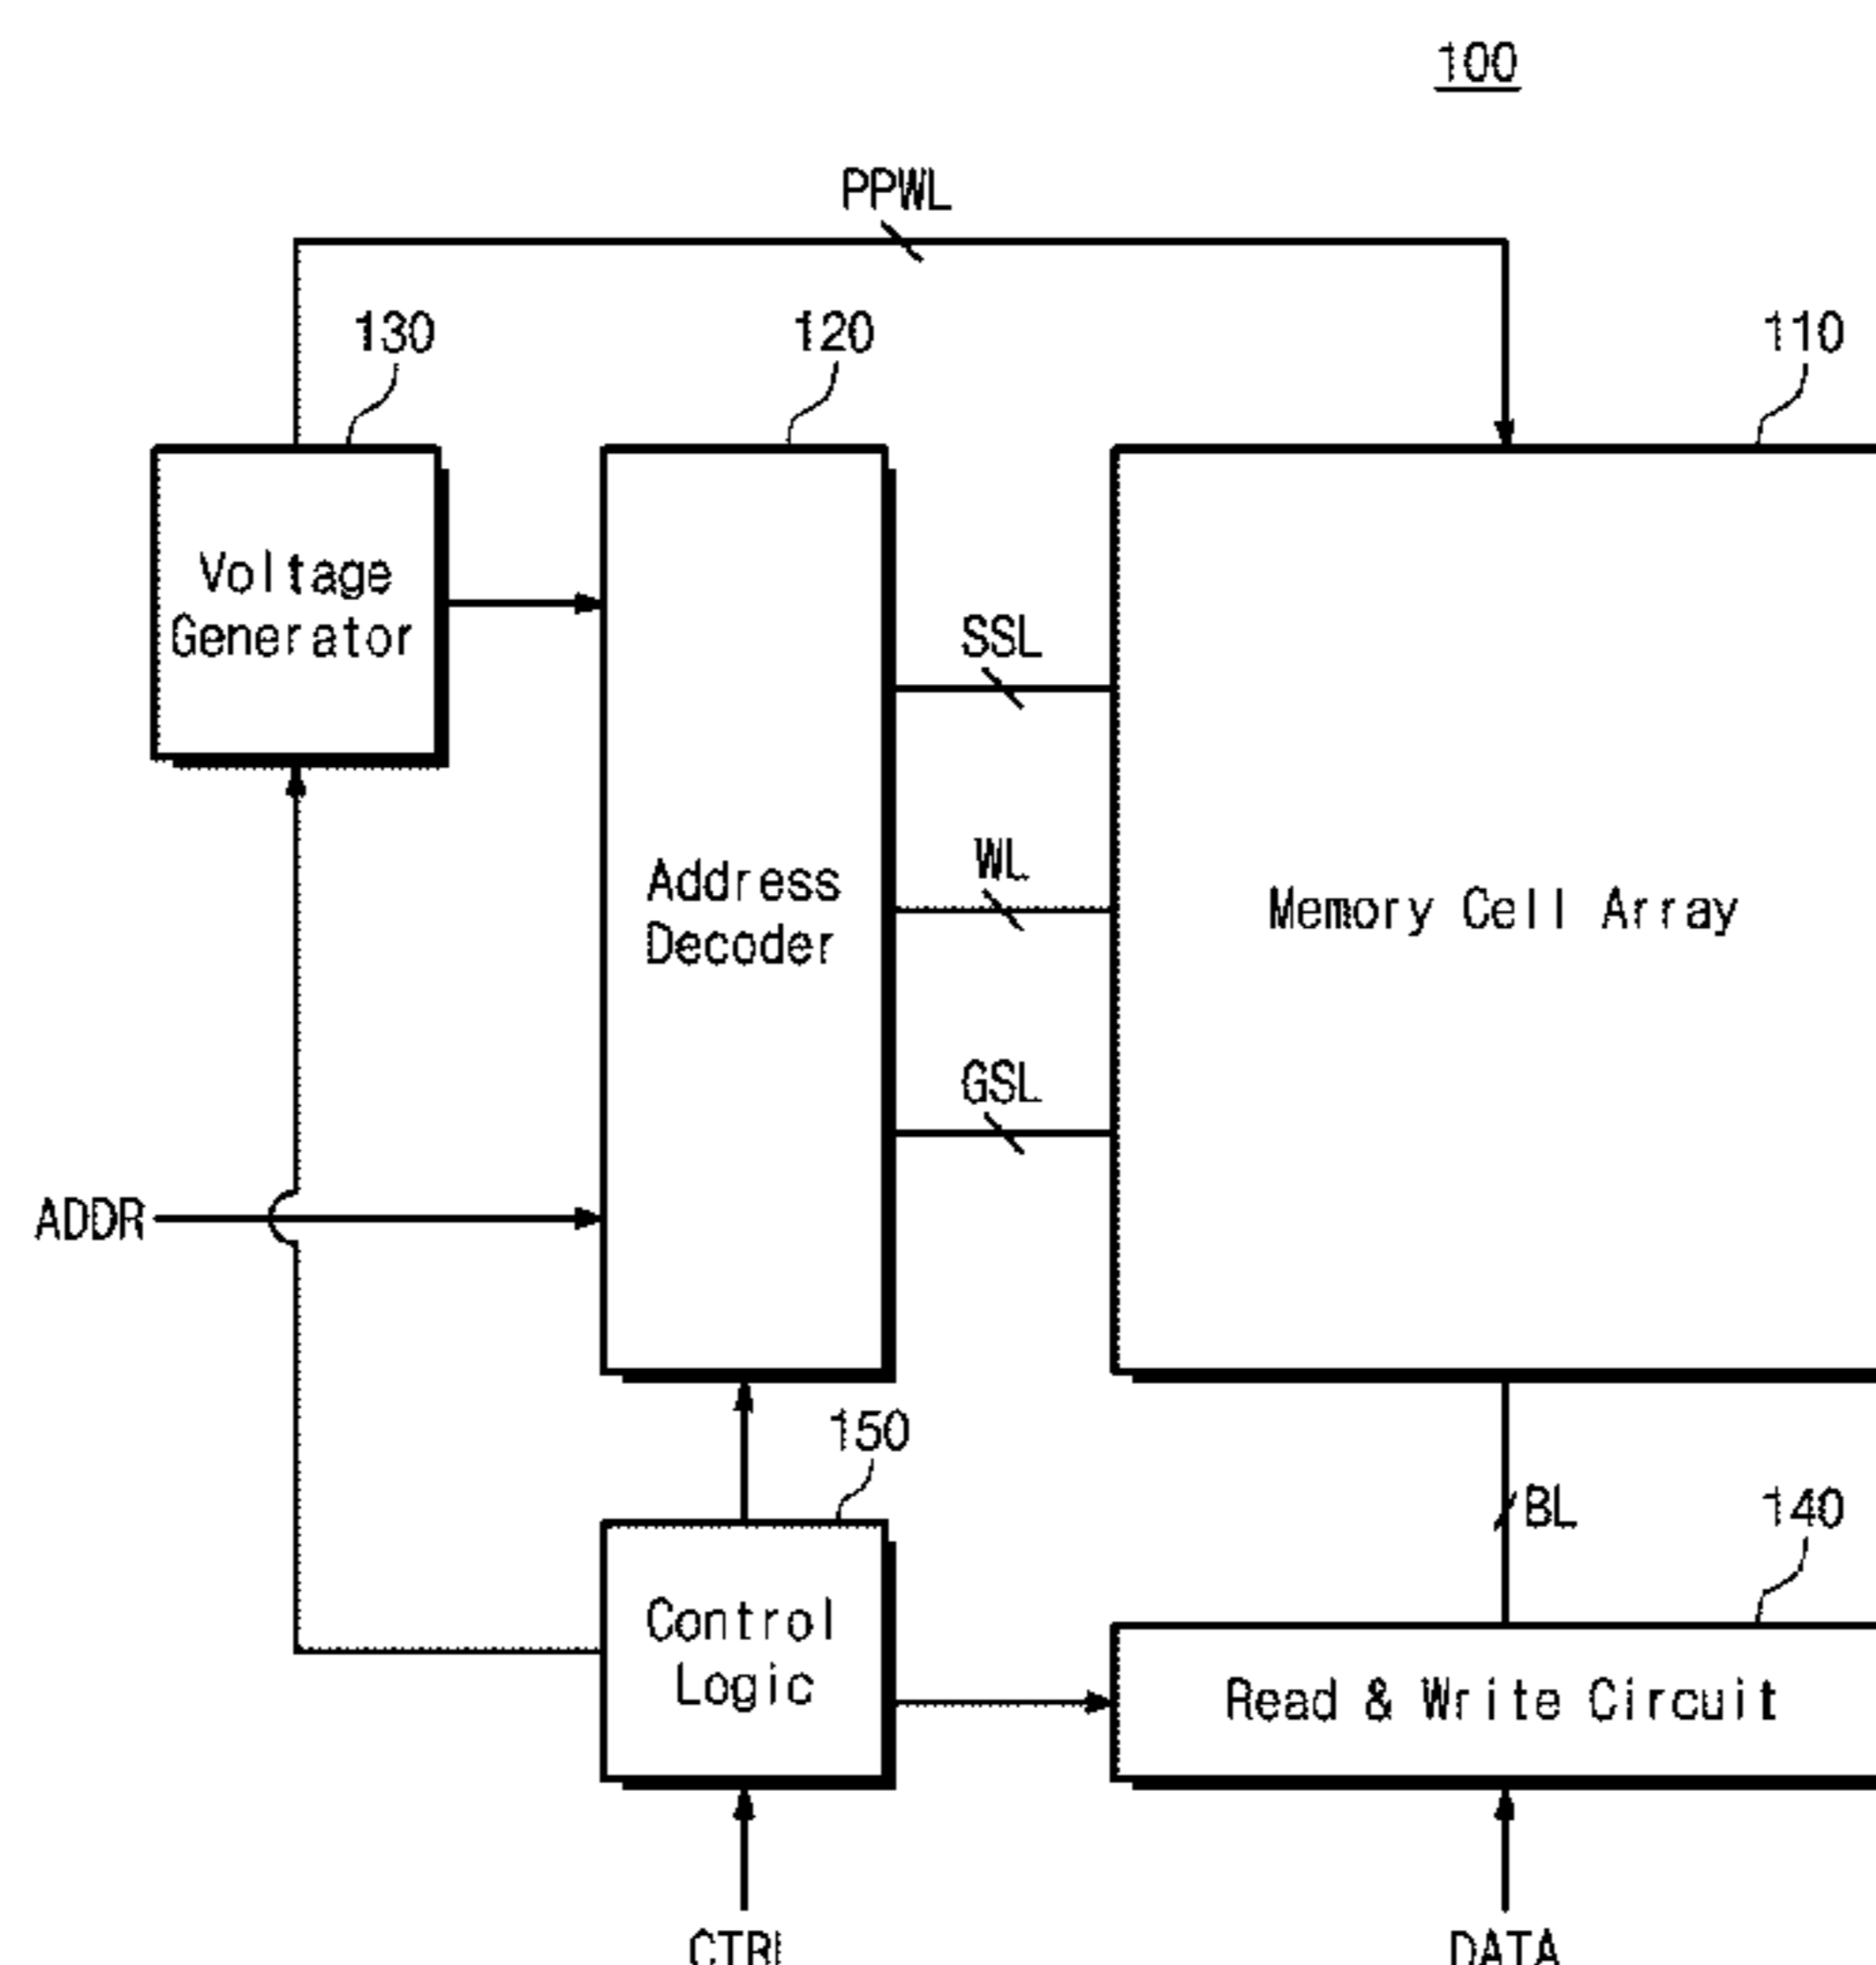 100
PPWL
130
120
110
Voltage
Generator
SSL
Address
Decoder
WL
Memory Cell Array
GSL
ADDR
150
BL
140
Control
Logic
Read & Write Circuit
CTRL
DATA